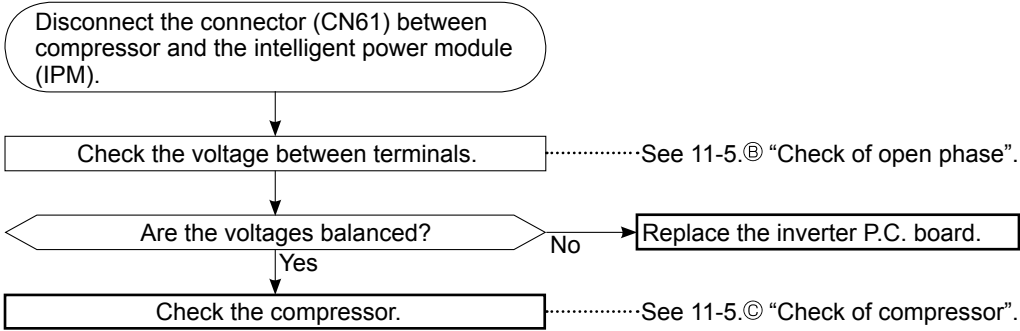 Disconnect the connector (CN61) between
compressor and the intelligent power module
(IPM).
Check the voltage between terminals.
See 11-5.Ⓑ “Check of open phase”.
Are the voltages balanced?
No
Replace the inverter P.C. board.
Yes
Check the compressor.
See 11-5.Ⓒ “Check of compressor”.